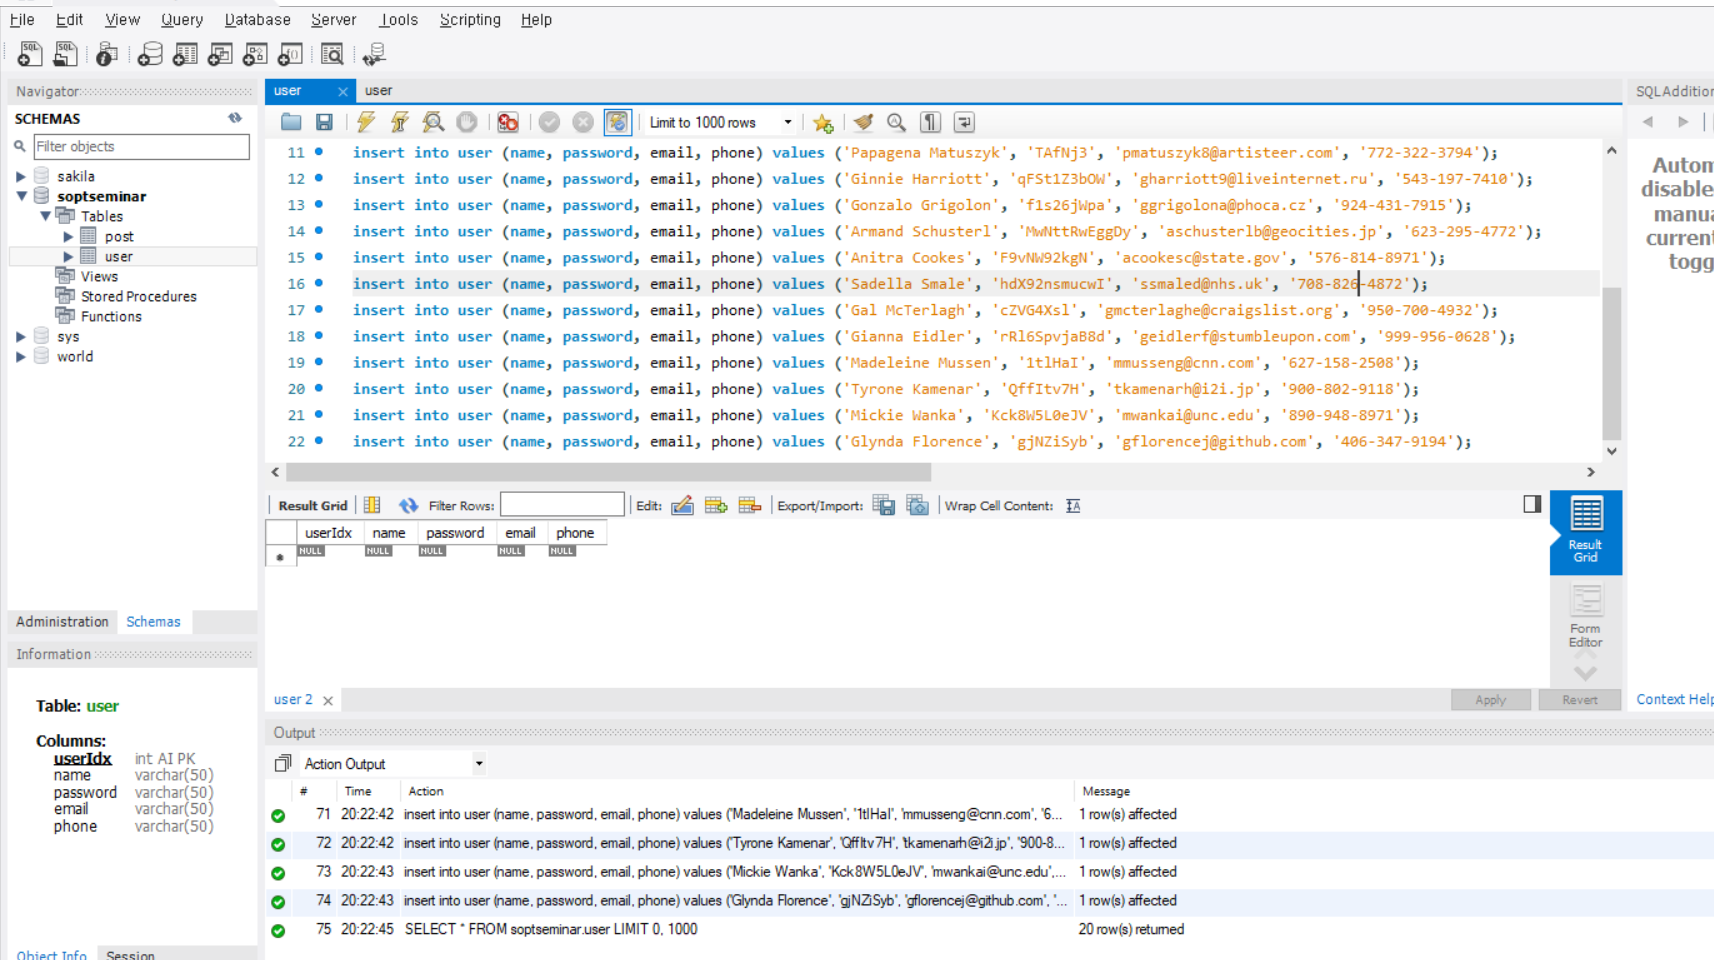 File Edit View Query Database Server Tools Scripting Help
Navigator
SCHEMAS
Filter objects
sakila
soptseminar
Tables
post
user
Views
Stored Procedures
Functions
sys
world
Administration Schemas
Information
Table: user
Columns:
userIdx int AI PK
name varchar(50)
password varchar(50)
email varchar(50)
phone varchar(50)
Object Info Session
user user
Limit to 1000 rows
11 insert into user (name, password, email, phone) values ('Papagena Matuszyk', 'TAfNj3', 'pmatuszyk8@artisteer.com', '772-322-3794');
12 insert into user (name, password, email, phone) values ('Ginnie Harriott', 'qFSt1Z3bOW', 'gharriott9@liveinternet.ru', '543-197-7410');
13 insert into user (name, password, email, phone) values ('Gonzalo Grigolon', 'f1s26jWpa', 'ggrigolona@phoca.cz', '924-431-7915');
14 insert into user (name, password, email, phone) values ('Armand Schusterl', 'MwNttRwEggDy', 'aschusterlb@geocities.jp', '623-295-4772');
15 insert into user (name, password, email, phone) values ('Anitra Cookes', 'F9vNW92kgN', 'acookesc@state.gov', '576-814-8971');
16 insert into user (name, password, email, phone) values ('Sadella Smale', 'hdX92nsmucwI', 'ssmaled@nhs.uk', '708-826-4872');
17 insert into user (name, password, email, phone) values ('Gal McTerlagh', 'cZVG4Xsl', 'gmcterlaghe@craigslist.org', '950-700-4932');
18 insert into user (name, password, email, phone) values ('Gianna Eidler', 'rRl6SpvjaB8d', 'geidlerf@stumbleupon.com', '999-956-0628');
19 insert into user (name, password, email, phone) values ('Madeleine Mussen', '1tlHaI', 'mmusseng@cnn.com', '627-158-2508');
20 insert into user (name, password, email, phone) values ('Tyrone Kamenar', 'QffItv7H', 'tkamenarh@i2i.jp', '900-802-9118');
21 insert into user (name, password, email, phone) values ('Mickie Wanka', 'Kck8W5L0eJV', 'mwankai@unc.edu', '890-948-8971');
22 insert into user (name, password, email, phone) values ('Glynda Florence', 'gjNZiSyb', 'gflorencej@github.com', '406-347-9194');
Result Grid Filter Rows: Edit: Export/Import: Wrap Cell Content:
userIdx name password email phone
NULL NULL NULL NULL NULL
Result
Grid
Form
Editor
user 2 Apply Revert
Output
Action Output
# Time Action Message
71 20:22:42 insert into user (name, password, email, phone) values ('Madeleine Mussen', '1tlHaI', 'mmusseng@cnn.com', '6... 1 row(s) affected
72 20:22:42 insert into user (name, password, email, phone) values ('Tyrone Kamenar', 'QffItv7H', 'tkamenarh@i2i.jp', '900-8... 1 row(s) affected
73 20:22:43 insert into user (name, password, email, phone) values ('Mickie Wanka', 'Kck8W5L0eJV', 'mwankai@unc.edu',... 1 row(s) affected
74 20:22:43 insert into user (name, password, email, phone) values ('Glynda Florence', 'gjNZiSyb', 'gflorencej@github.com', '... 1 row(s) affected
75 20:22:45 SELECT * FROM soptseminar.user LIMIT 0, 1000 20 row(s) returned
SQLAddition
Autom
disable
manua
current
togg
Context Help